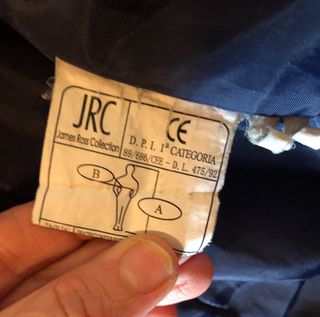 JRC
James Ross Collection
CE
D. P. I. 1ª CATEGORIA
89/686/CEE - D. L. 475/92
B
A